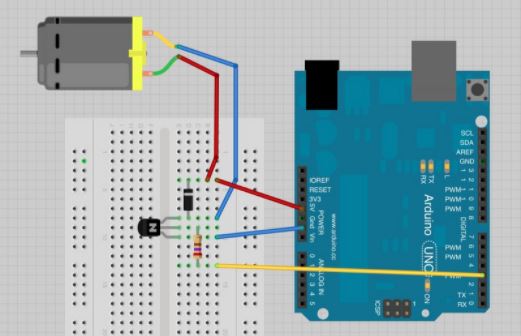 SCL
SDA
AREF
GND
IOREF
RESET
3V3
5V
Gnd
Vin
POWER
www.arduino.cc
Arduino
UNO
ON
RX
TX
L
PWM
PWM
PWM
DIGITAL
PWM
PWM
PWM
TX
RX
ANALOG IN
0
1
2
3
4
5
ICSP
1
N